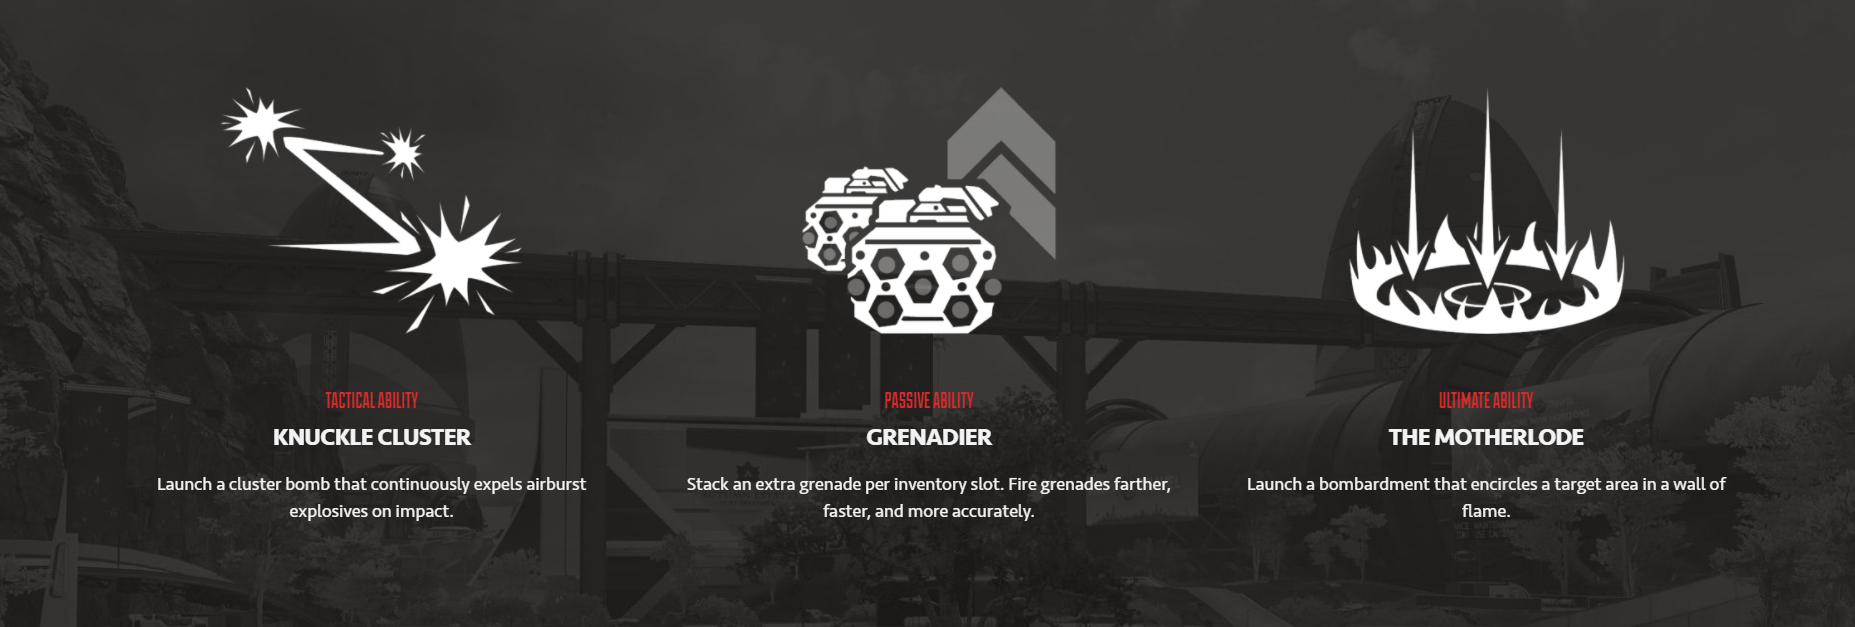 TACTICAL ABILITY
KNUCKLE CLUSTER
Launch a cluster bomb that continuously expels airburst
explosives on impact.
PASSIVE ABILITY
GRENADIER
Stack an extra grenade per inventory slot. Fire grenades farther,
faster, and more accurately.
ULTIMATE ABILITY
THE MOTHERLODE
Launch a bombardment that encircles a target area in a wall of
flame.